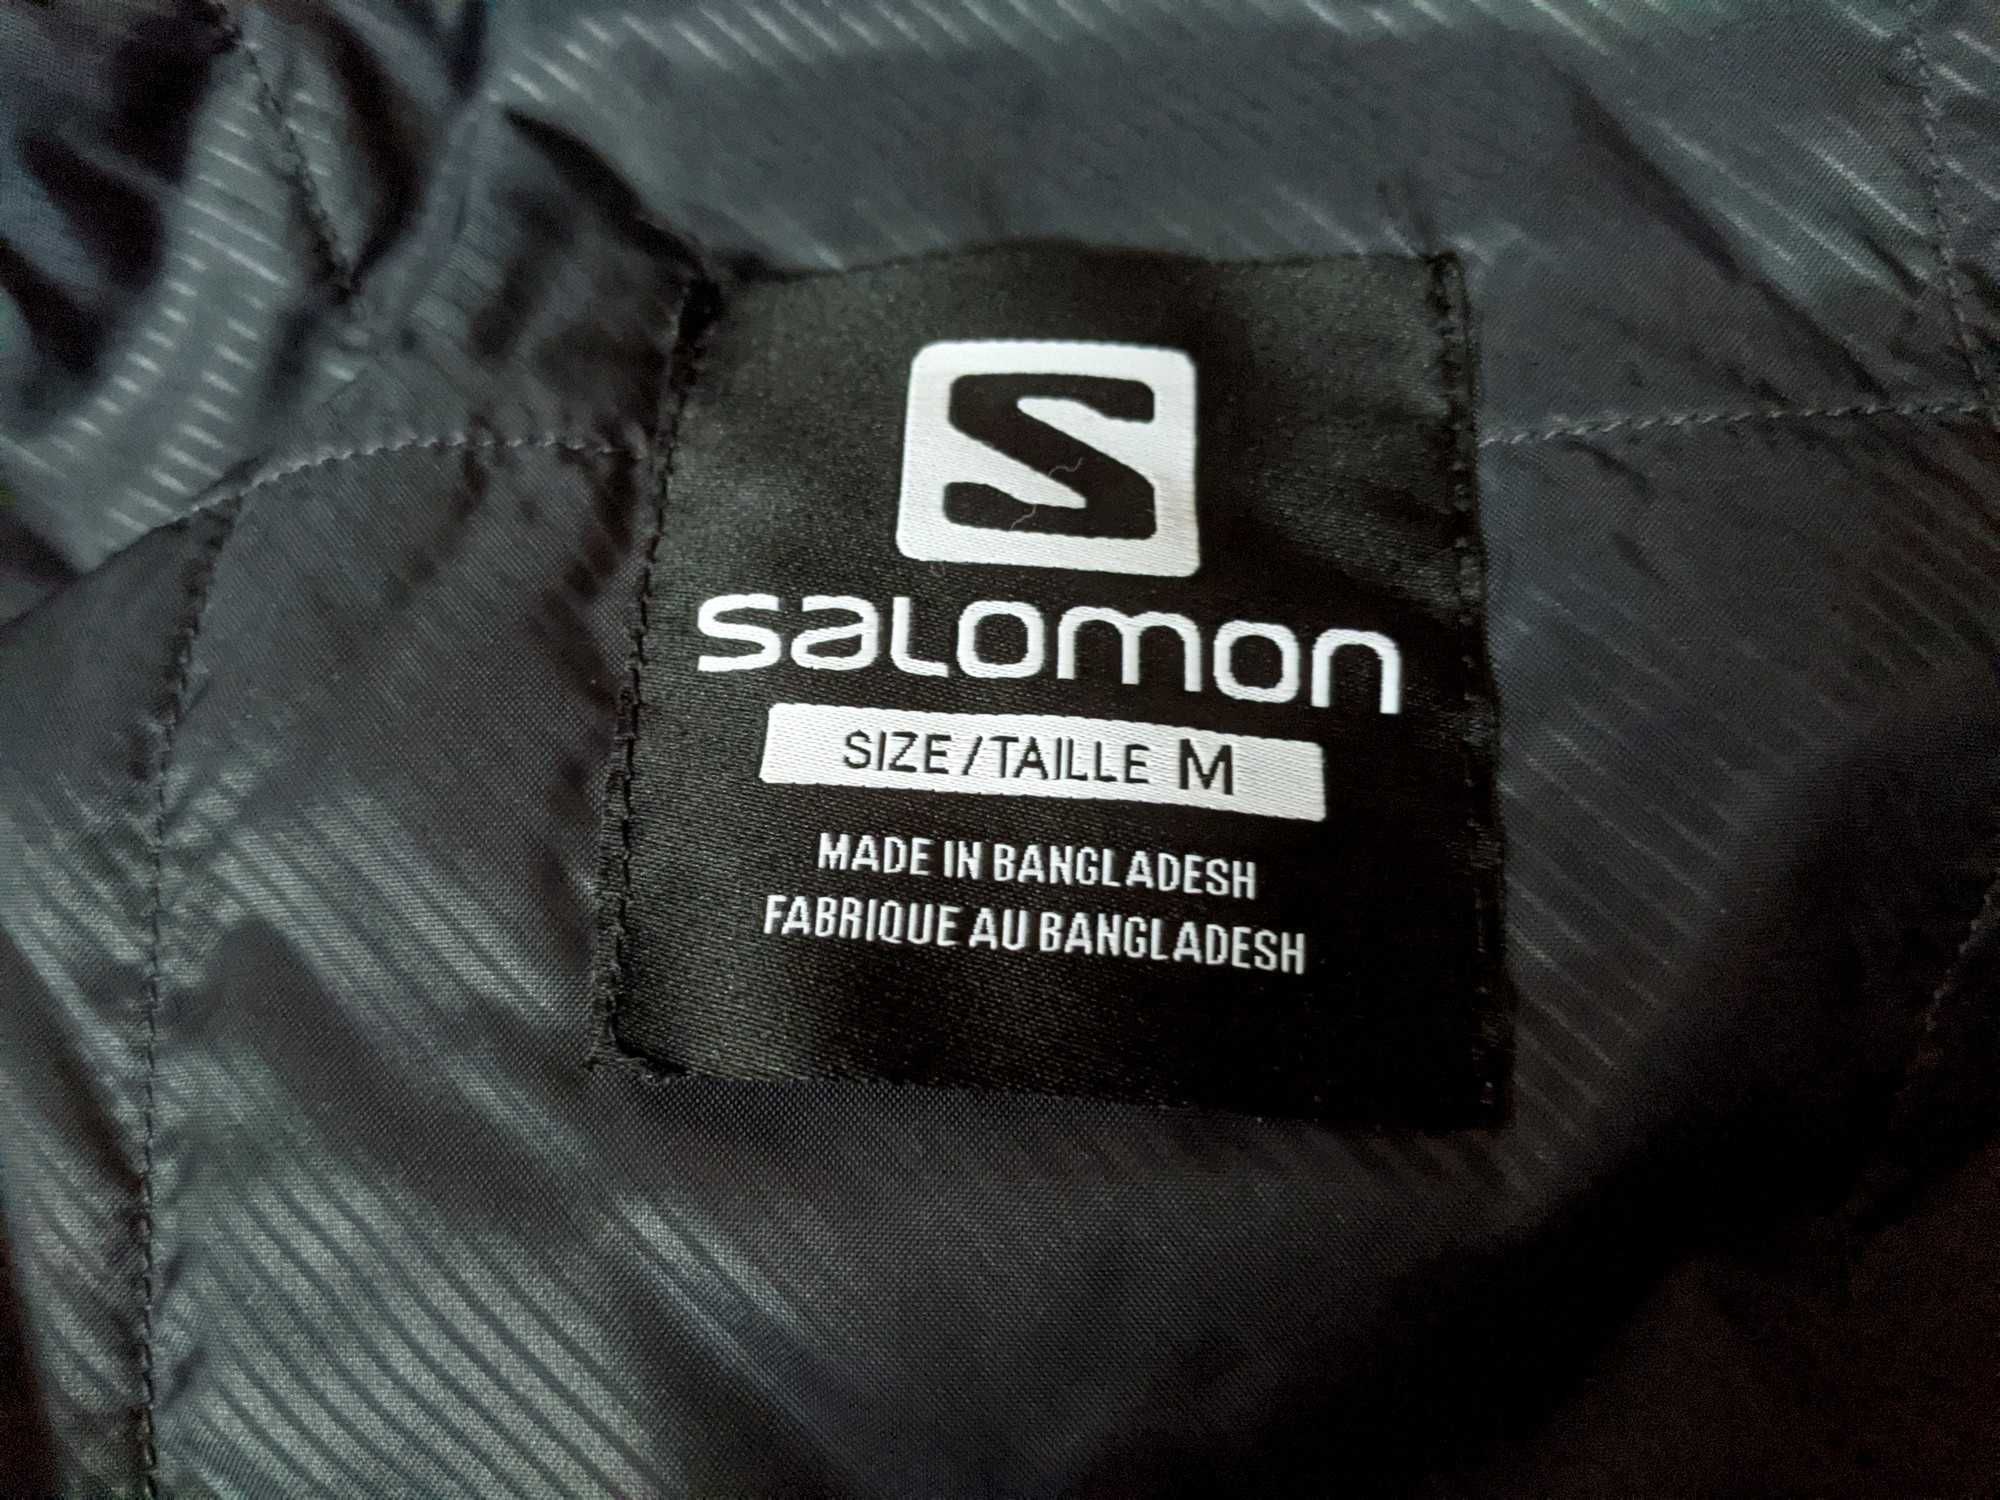 S
SALOMON
SIZE/TAILLE M
MADE IN BANGLADESH
FABRIQUE AU BANGLADESH